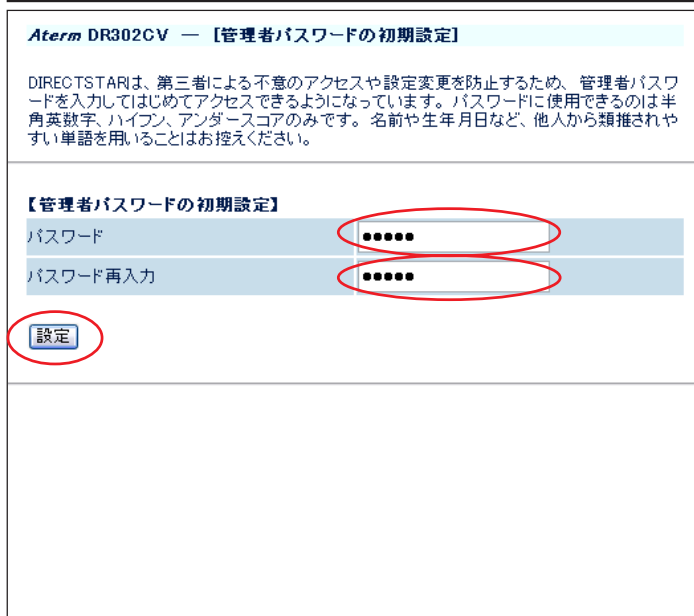 Aterm DR302CV — [管理者パスワードの初期設定]
DIRECTSTARは、第三者による不意のアクセスや設定変更を防止するため、管理者パスワ
ードを入力してはじめてアクセスできるようになっています。パスワードに使用できるのは半
角英数字、ハイフン、アンダースコアのみです。名前や生年月日など、他人から類推されや
すい単語を用いることはお控えください。
【管理者パスワードの初期設定】
パスワード ●●●●●
パスワード再入力 ●●●●●
設定